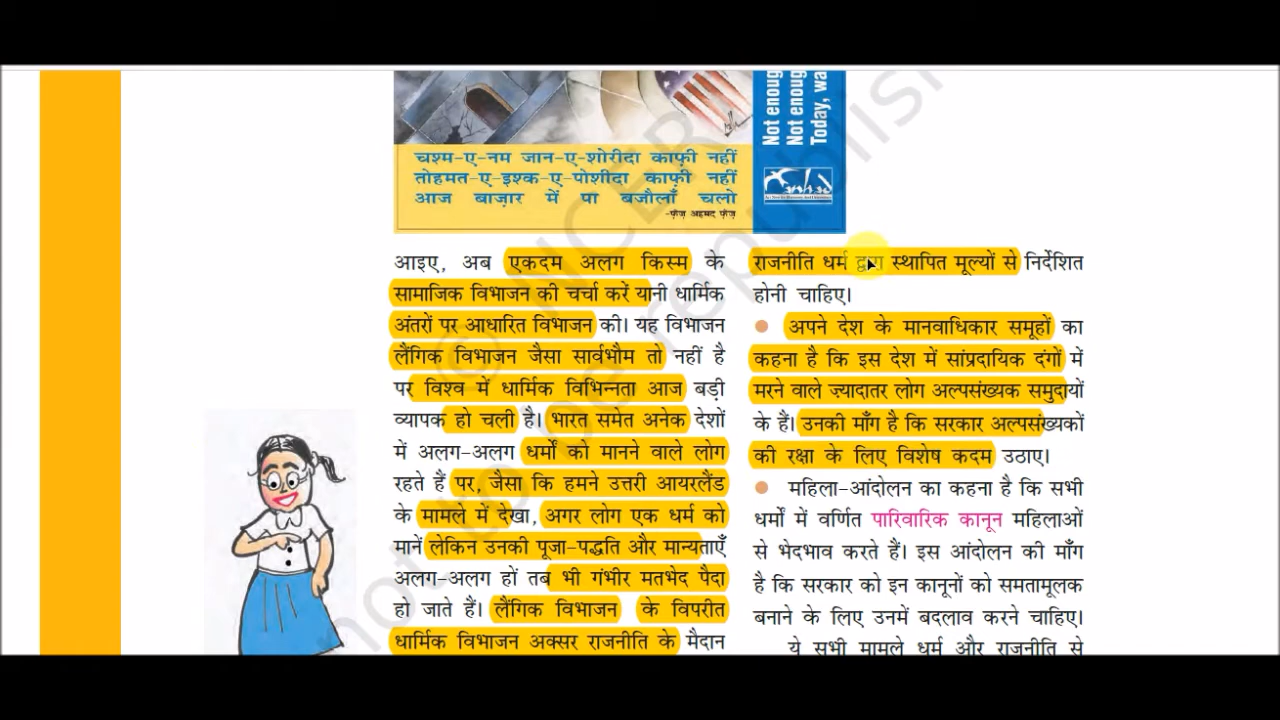 Not enoug
Not enoug
Today, wa
चश्म-ए-नम जान-ए-शोरीदा काफ़ी नहीं
तोहमत-ए-इश्क-ए-पोशीदा काफ़ी नहीं
आज बाज़ार में पा बजौलाँ चलो
-फ़ैज़ अहमद फ़ैज़
आइए, अब एकदम अलग किस्म के
सामाजिक विभाजन की चर्चा करें यानी धार्मिक
अंतरों पर आधारित विभाजन की। यह विभाजन
लैंगिक विभाजन जैसा सार्वभौम तो नहीं है
पर विश्व में धार्मिक विभिन्नता आज बड़ी
व्यापक हो चली है। भारत समेत अनेक देशों
में अलग-अलग धर्मों को मानने वाले लोग
रहते हैं पर, जैसा कि हमने उत्तरी आयरलैंड
के मामले में देखा, अगर लोग एक धर्म को
मानें लेकिन उनकी पूजा-पद्धति और मान्यताएँ
अलग-अलग हों तब भी गंभीर मतभेद पैदा
हो जाते हैं। लैंगिक विभाजन के विपरीत
धार्मिक विभाजन अक्सर राजनीति के मैदान
राजनीति धर्म द्वारा स्थापित मूल्यों से निर्देशित
होनी चाहिए।
● अपने देश के मानवाधिकार समूहों का
कहना है कि इस देश में सांप्रदायिक दंगों में
मरने वाले ज़्यादातर लोग अल्पसंख्यक समुदायों
के हैं। उनकी माँग है कि सरकार अल्पसंख्यकों
की रक्षा के लिए विशेष कदम उठाए।
● महिला-आंदोलन का कहना है कि सभी
धर्मों में वर्णित पारिवारिक कानून महिलाओं
से भेदभाव करते हैं। इस आंदोलन की माँग
है कि सरकार को इन कानूनों को समतामूलक
बनाने के लिए उनमें बदलाव करने चाहिए।
ये सभी मामले धर्म और राजनीति से
© NCER
not to be republish